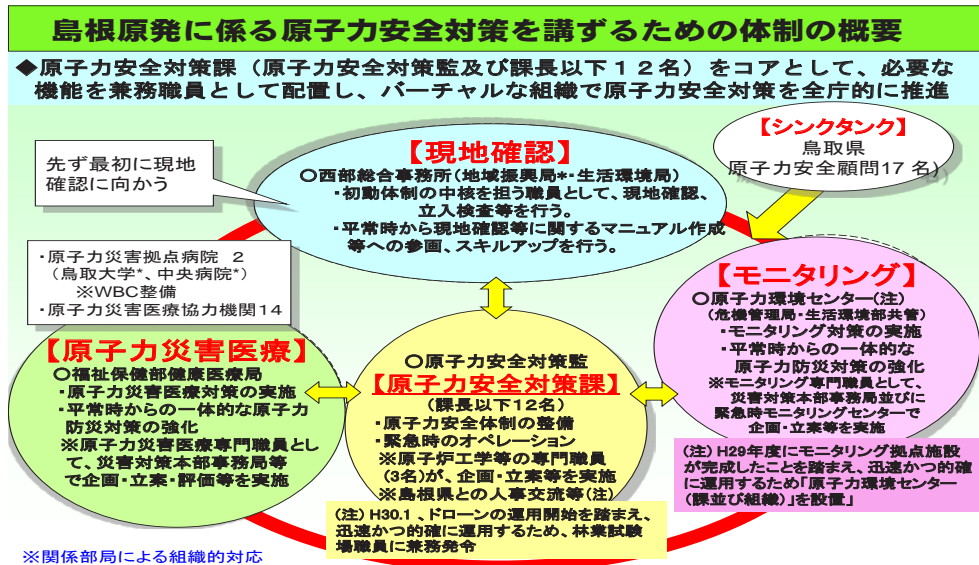 島根原発に係る原子力安全対策を講ずるための体制の概要
◆原子力安全対策課（原子力安全対策監及び課長以下１２名）をコアとして、必要な
機能を兼務職員として配置し、バーチャルな組織で原子力安全対策を全庁的に推進
【シンクタンク】
鳥取県
原子力安全顧問17 名)
先ず最初に現地
確認に向かう
【現地確認】
○西部総合事務所(地域振興局*・生活環境局)
・初動体制の中核を担う職員として、現地確認、
立入検査等を行う。
・平常時から現地確認等に関するマニュアル作成
等への参画、スキルアップを行う。
・原子力災害拠点病院 2
(鳥取大学*、中央病院*)
※WBC整備
・原子力災害医療協力機関14
【原子力災害医療】
○福祉保健部健康医療局
・原子力災害医療対策の実施
・平常時からの一体的な原子力
防災対策の強化
※原子力災害医療専門職員とし
て、災害対策本部事務局等
で企画・立案・評価等を実施
○原子力安全対策監
【原子力安全対策課】
(課長以下12名)
・原子力安全体制の整備
・緊急時のオペレーション
※原子炉工学等の専門職員
(3名)が、企画・立案等を実施
※島根県との人事交流等(注)
(注) H30.1 、ドローンの運用開始を踏まえ、
迅速かつ的確に運用するため、林業試験
場職員に兼務発令
【モニタリング】
○原子力環境センター(注)
(危機管理局・生活環境部共管)
・モニタリング対策の実施
・平常時からの一体的な
原子力防災対策の強化
※モニタリング専門職員として、
災害対策本部事務局並びに
緊急時モニタリングセンターで
企画・立案等を実施
(注) H29年度にモニタリング拠点施設
が完成したことを踏まえ、迅速かつ的確
に運用するため「原子力環境センター
(課並び組織)」を設置」
※関係部局による組織的対応